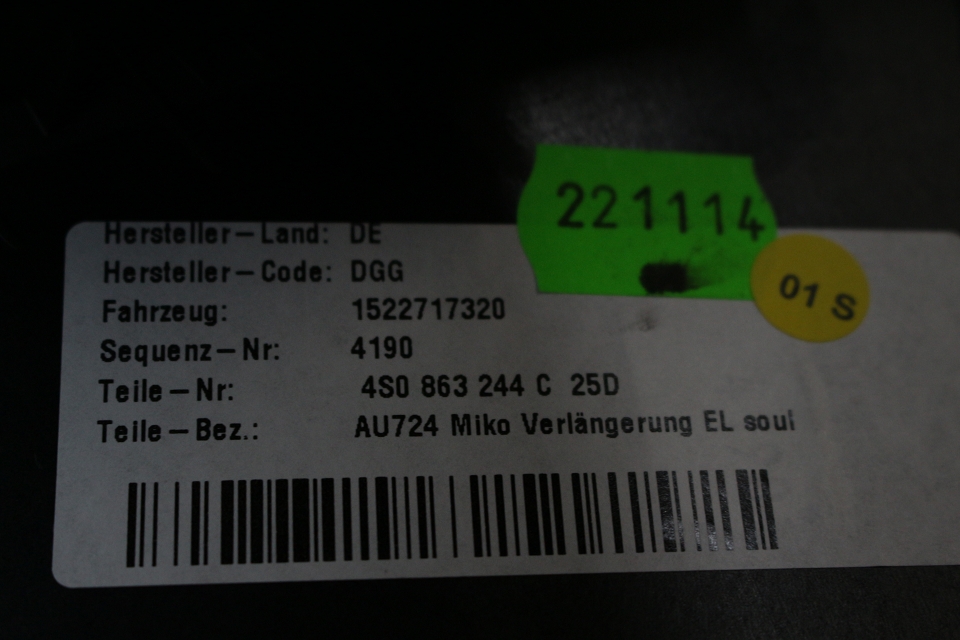 221114
01 S
Hersteller-Land: DE
Hersteller-Code: DGG
Fahrzeug: 1522717320
Sequenz-Nr: 4190
Teile-Nr: 4S0 863 244 C 25D
Teile-Bez.: AU724 Miko Verlängerung EL soul